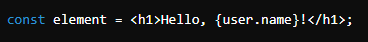 const element = <h1>Hello, {user.name}!</h1>;